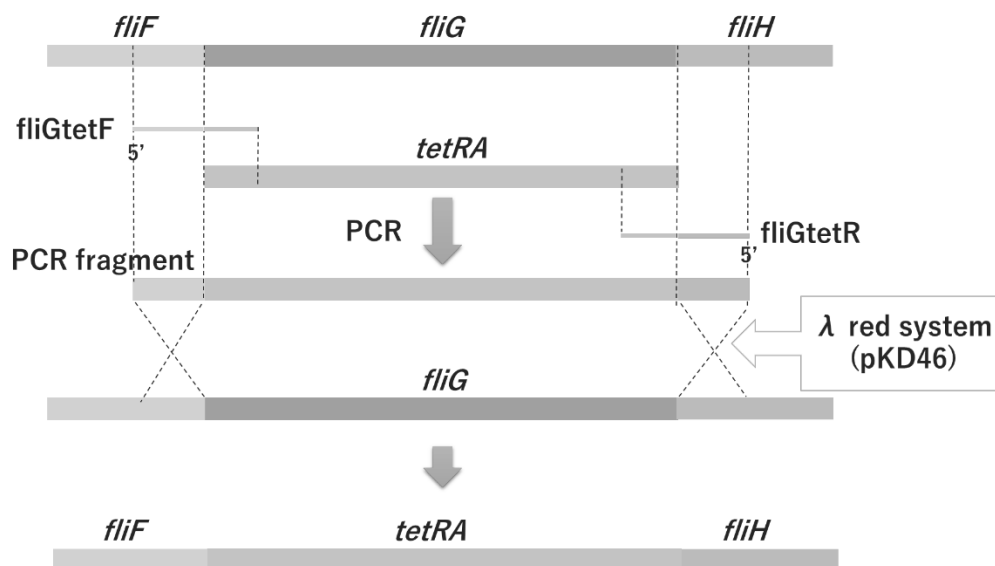 fliF fliG fliH
fliGtetF
5’
tetRA
PCR
fliGtetR
5’
PCR fragment
λ red system
(pKD46)
fliG
fliF tetRA fliH